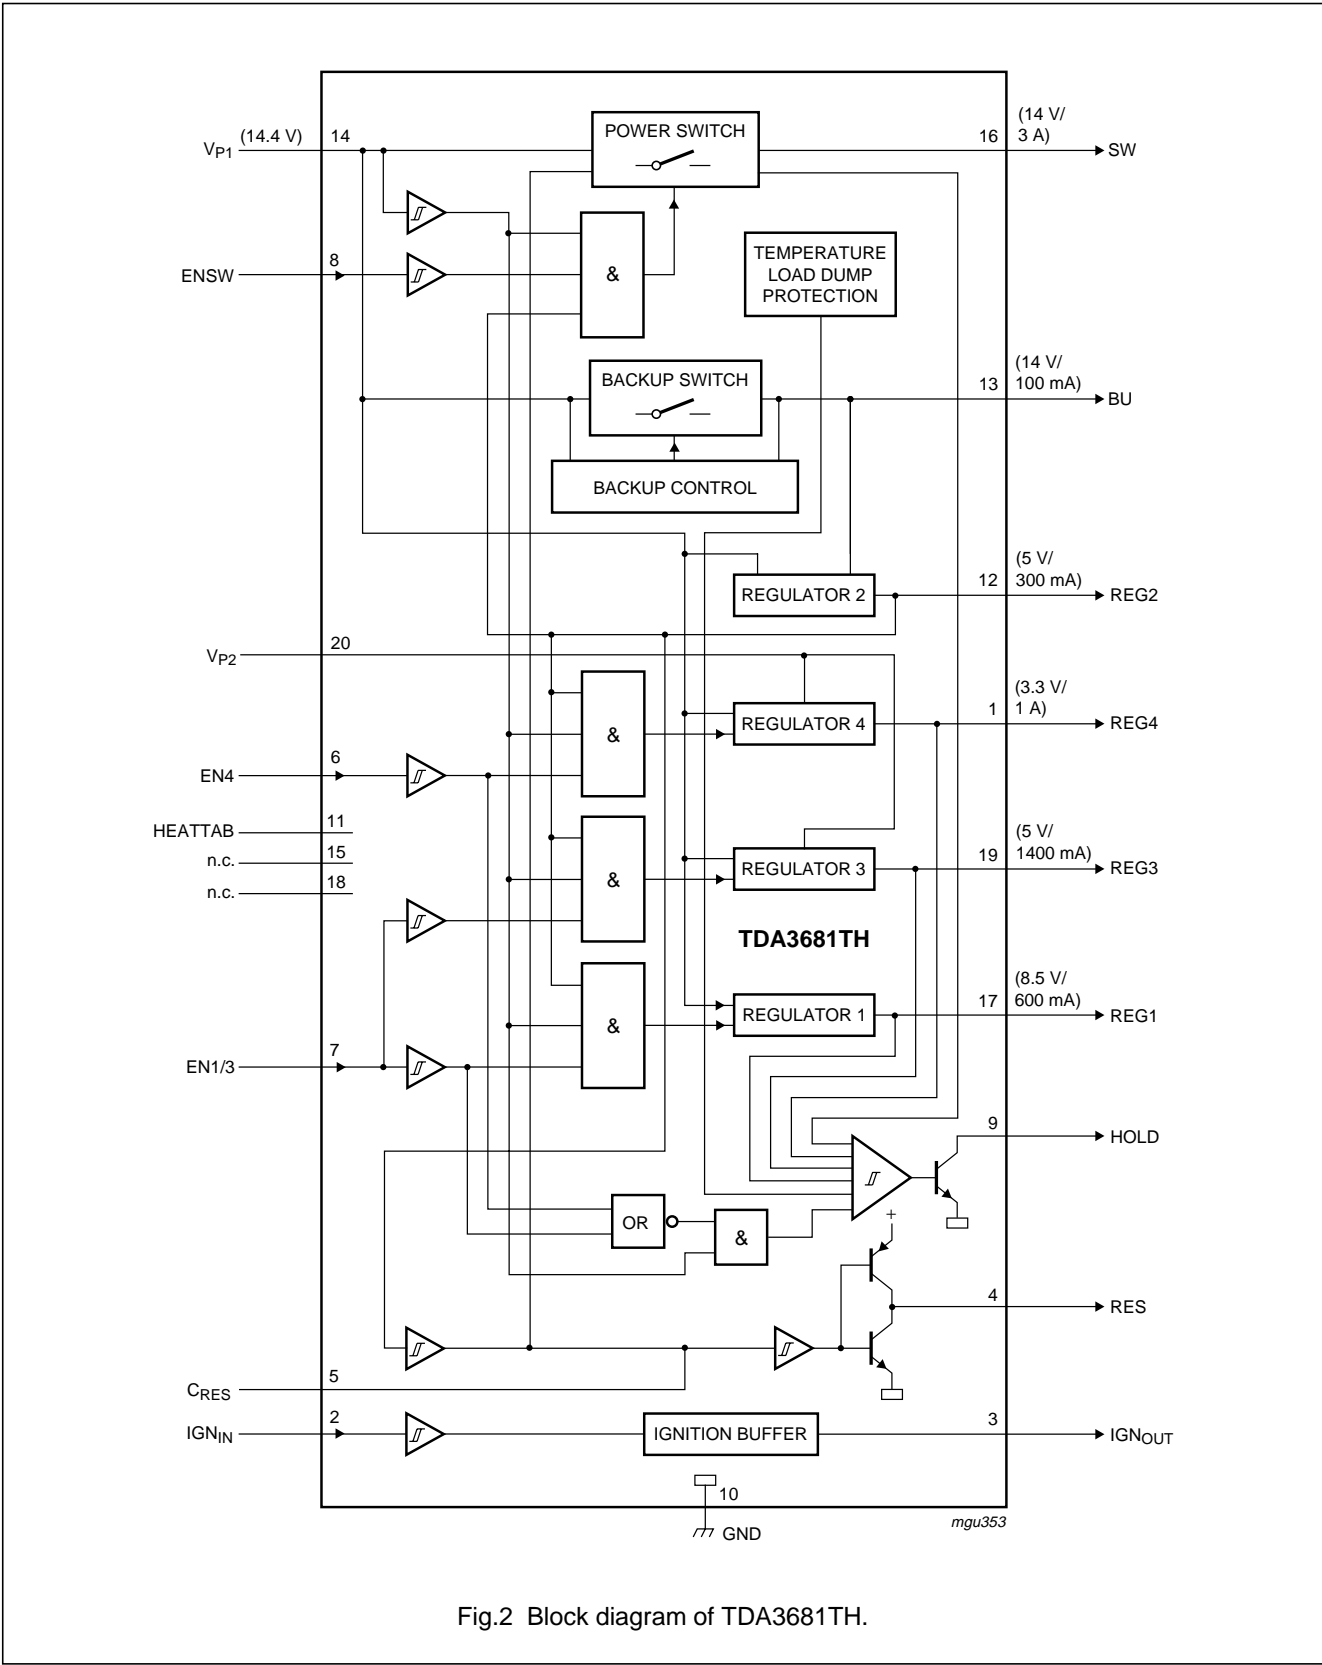 (14 V/
3 A)
VP1
(14.4 V)
14
POWER SWITCH
16
SW
ENSW
8
&
TEMPERATURE
LOAD DUMP
PROTECTION
BACKUP SWITCH
(14 V/
100 mA)
13
BU
BACKUP CONTROL
REGULATOR 2
(5 V/
300 mA)
12
REG2
VP2
20
&
REGULATOR 4
(3.3 V/
1 A)
1
REG4
EN4
6
HEATTAB
11
n.c.
15
n.c.
18
&
REGULATOR 3
(5 V/
1400 mA)
19
REG3
TDA3681TH
&
REGULATOR 1
(8.5 V/
600 mA)
17
REG1
EN1/3
7
9
HOLD
OR
&
+
4
RES
CRES
5
IGNIN
2
IGNITION BUFFER
3
IGNOUT
10
GND
mgu353
Fig.2 Block diagram of TDA3681TH.